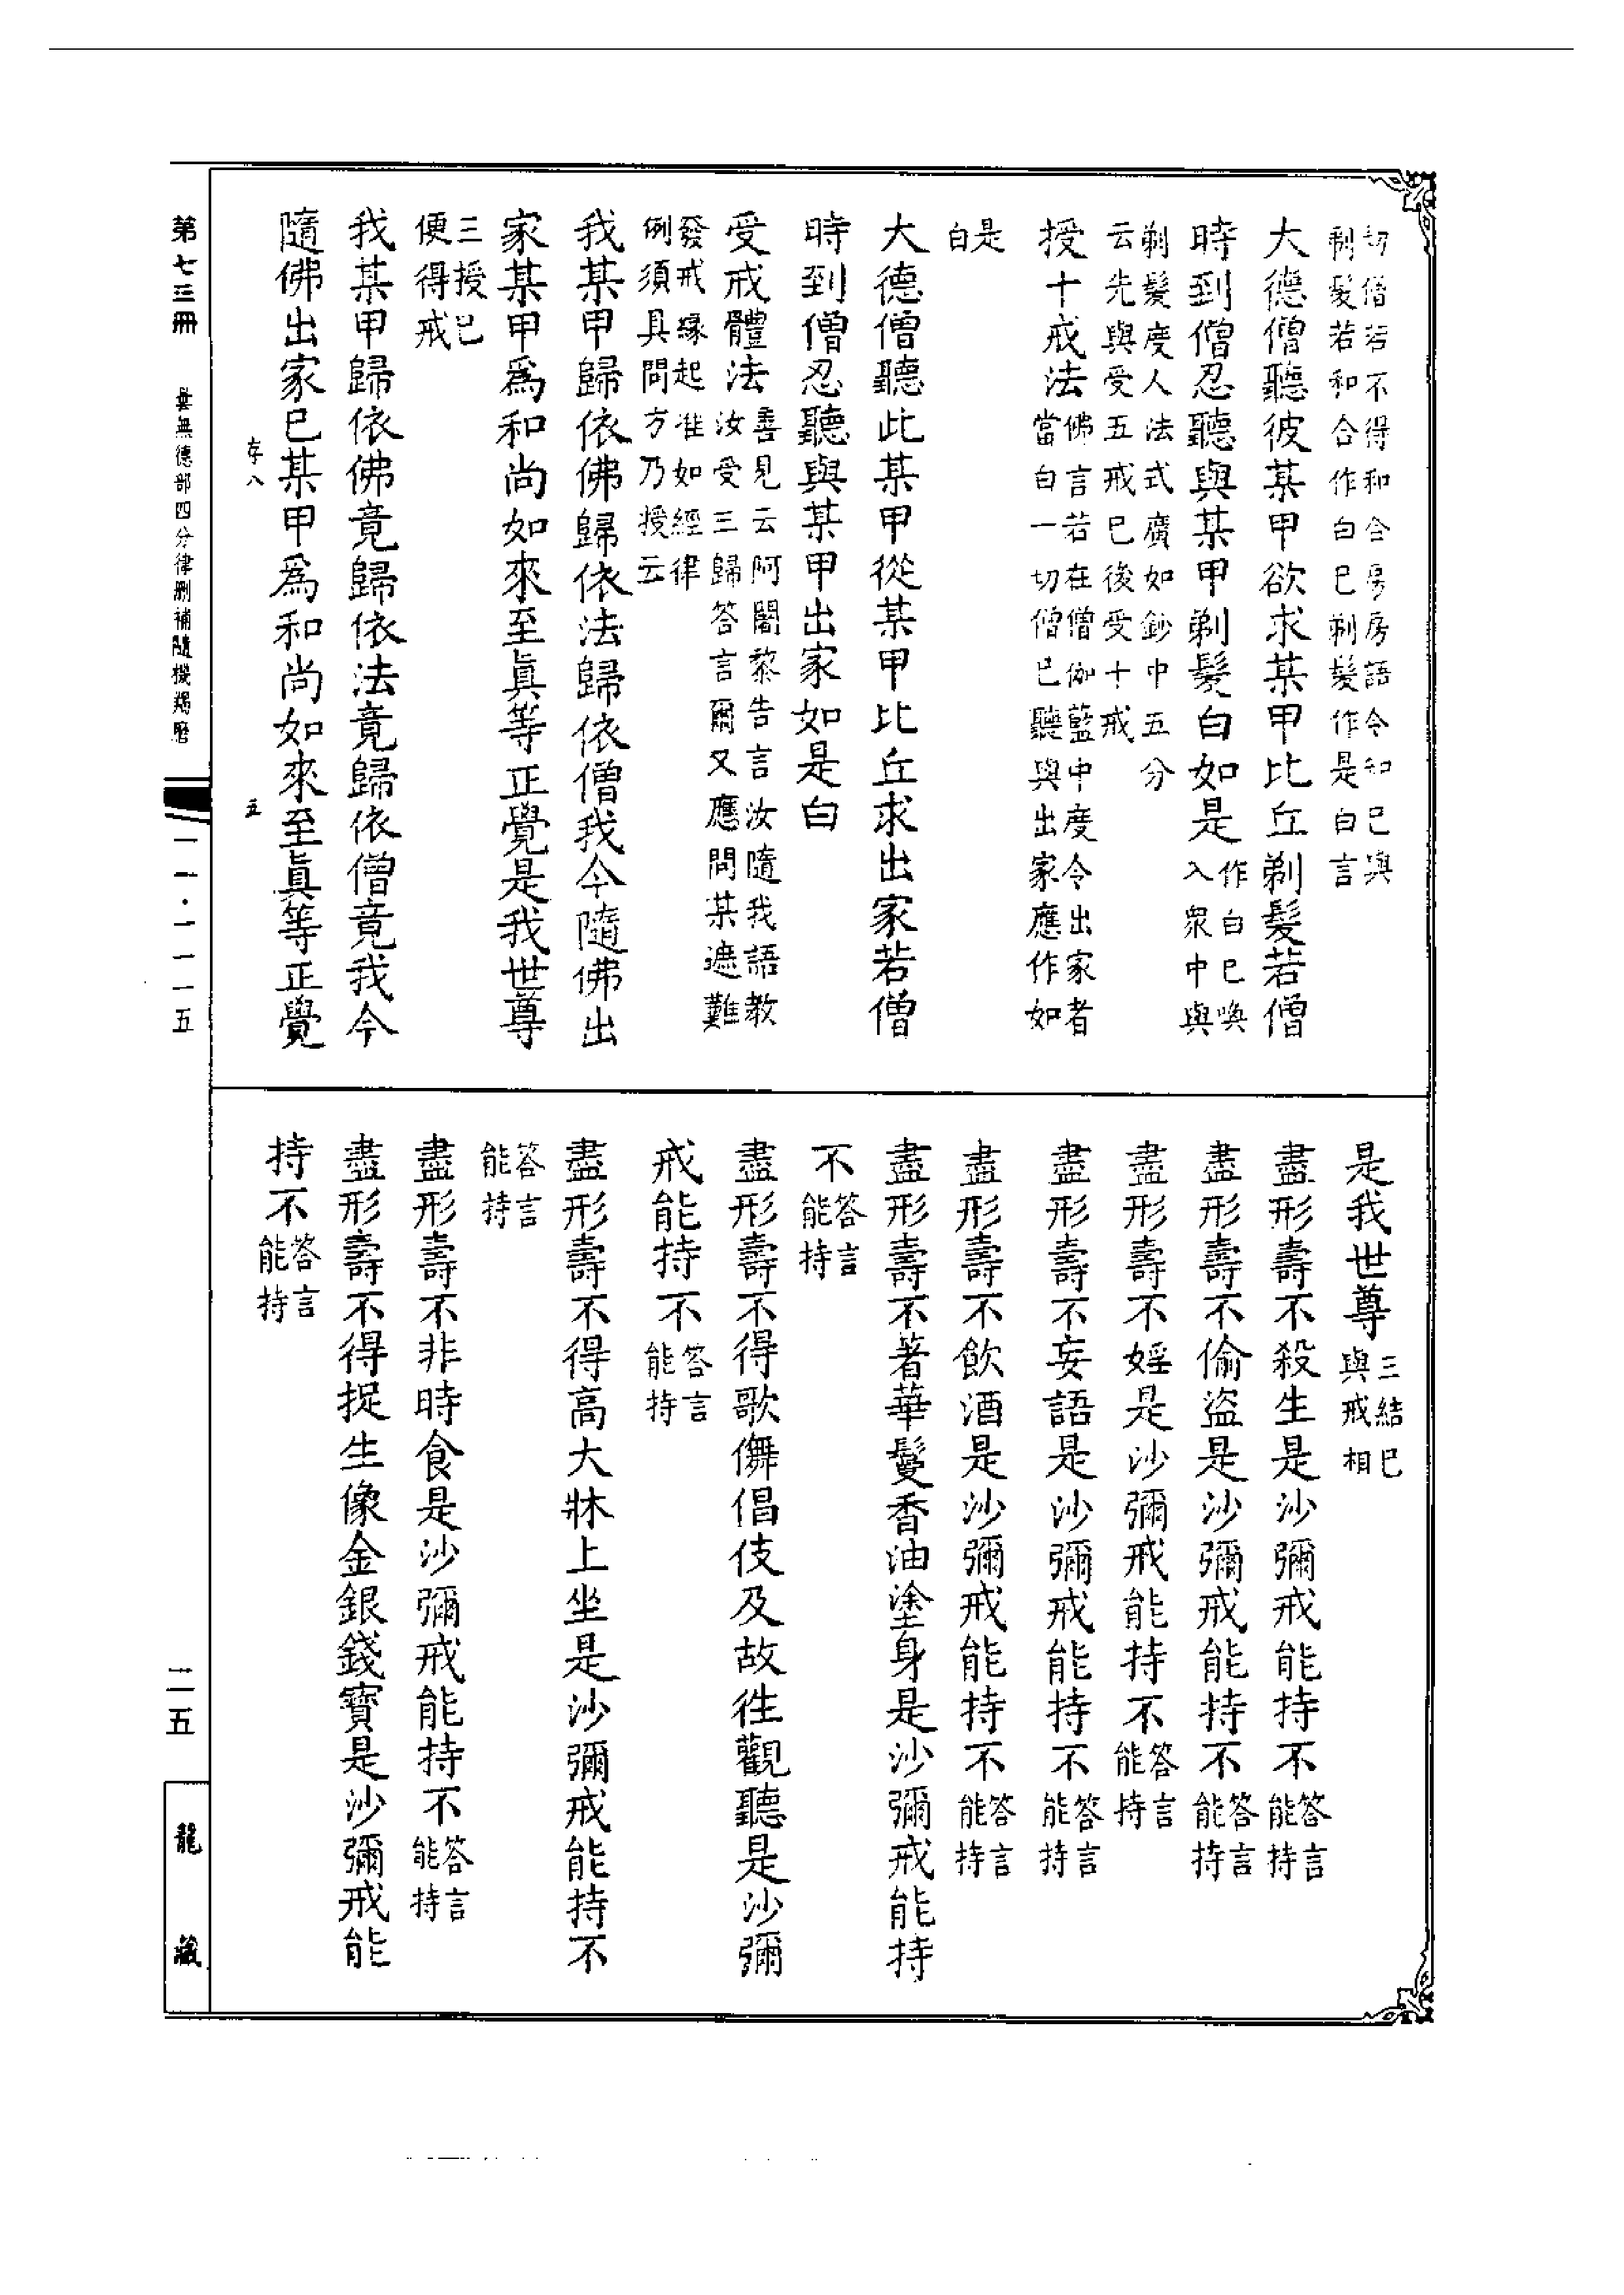 切僧若不得和合房房語令知已與
剃髮若和合作白已剃髮作是白言
大德僧聽彼某甲欲求某甲比丘剃髮若僧
時到僧忍聽與某甲剃髮白如是作白已喚
入衆中與
剃髮度人法式廣如鈔中五分
云先與受五戒已後受十戒
授十戒法佛言若在僧伽藍中度令出家者
當白一切僧已聽與出家應作如
是
白
大德僧聽此某甲從某甲比丘求出家若僧
時到僧忍聽與某甲出家如是白
受戒體法善見云阿闍黎告言汝隨我語教
汝受三歸答言爾又應問某遮難
發戒緣起准如經律
例須具問方乃授云
我某甲歸依佛歸依法歸依僧我今隨佛出
家某甲爲和尚如來至眞等正覺是我世尊
三授已
便得戒
我某甲歸依佛竟歸依法竟歸依僧竟我今
隨佛出家已某甲爲和尚如來至眞等正覺
存八 五
是我世尊三結已
與戒相
盡形壽不殺生是沙彌戒能持不答言
能持
盡形壽不偷盜是沙彌戒能持不答言
能持
盡形壽不婬是沙彌戒能持不答言
能持
盡形壽不妄語是沙彌戒能持不答言
能持
盡形壽不飲酒是沙彌戒能持不答言
能持
盡形壽不著華鬘香油塗身是沙彌戒能持
不答言
能持
盡形壽不得歌儛倡伎及故往觀聽是沙彌
戒能持不答言
能持
盡形壽不得高大牀上坐是沙彌戒能持不
答言
能持
盡形壽不非時食是沙彌戒能持不答言
能持
盡形壽不得捉生像金銀錢寶是沙彌戒能
持不答言
能持
第七三冊 曇無德部四分律刪補隨機羯磨 一一·一一一五
二五 龍藏